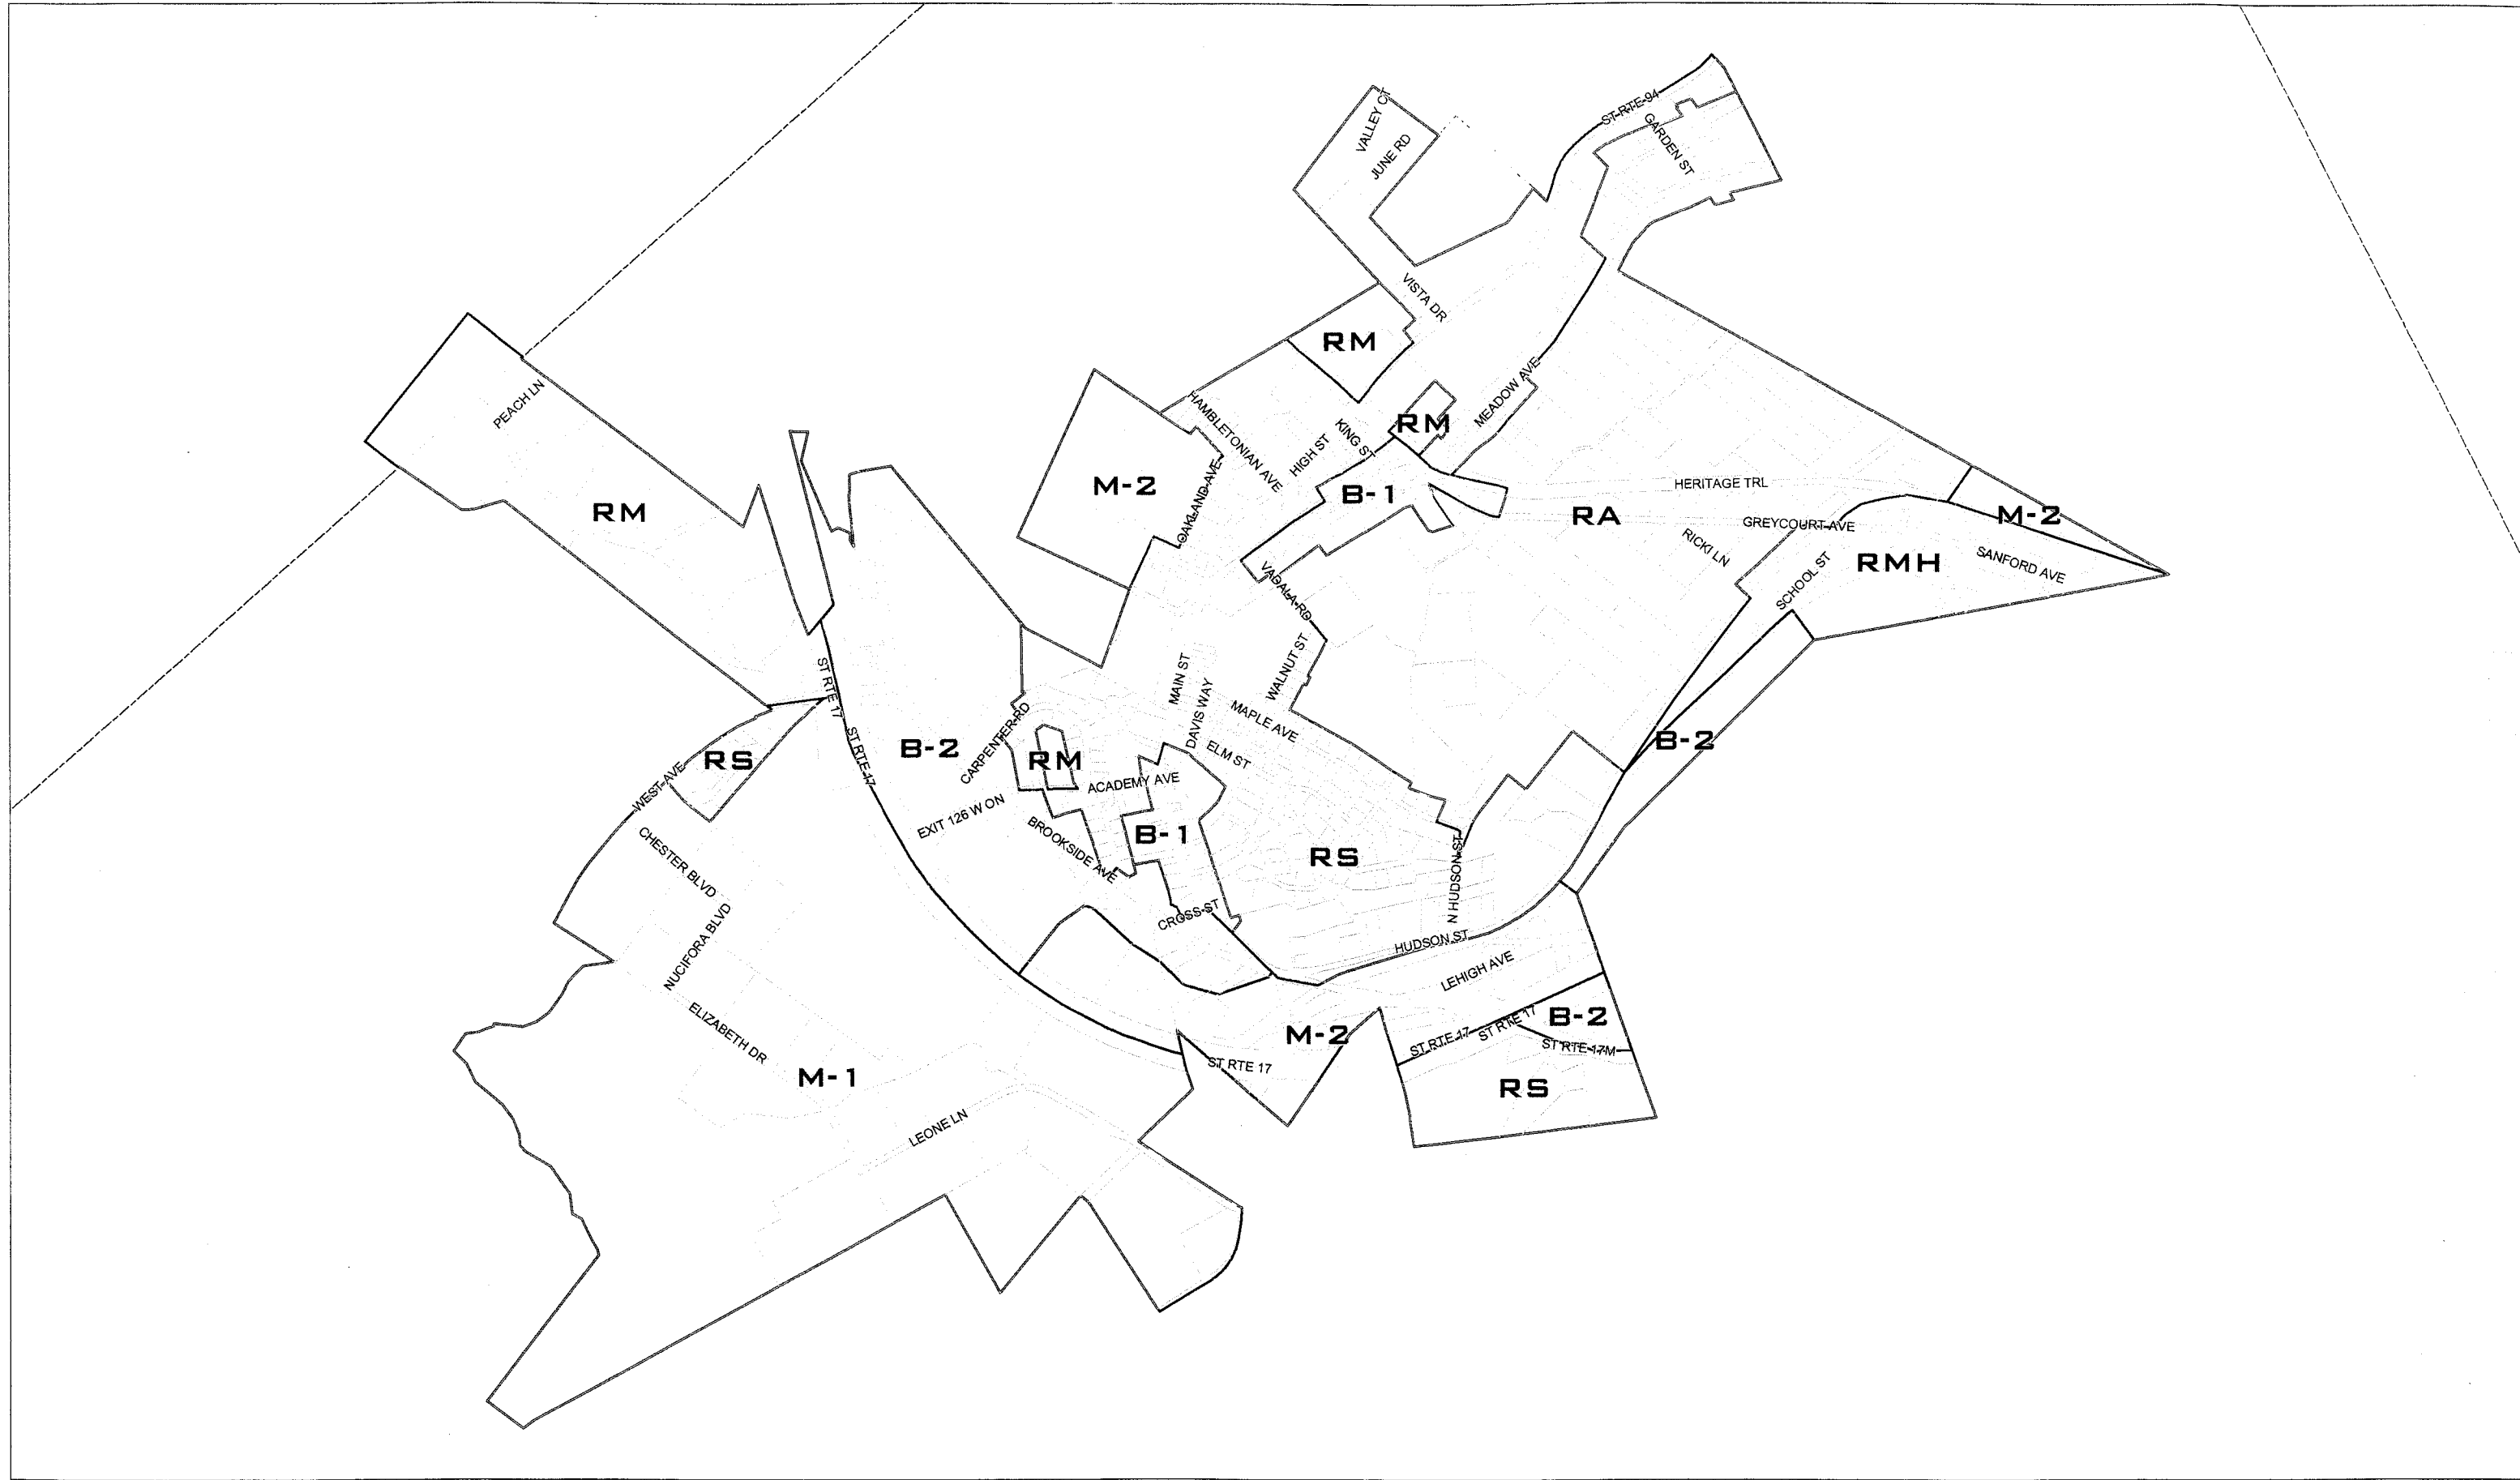 VALLEY CT
JUNE RD
ST RTE 94
GARDEN ST
VISTA DR
RM
PEACH LN
HAMBLETONIAN AVE
HIGH ST
KING ST
RM
MEADOW AVE
M-2
OAKLAND AVE
B-1
RM
RA
HERITAGE TRL
GREYCOURT AVE
RICKI LN
SCHOOL ST
M-2
RMH
SANFORD AVE
VADALA RD
WALNUT ST
MAIN ST
DAVIS WAY
MAPLE AVE
ELM ST
ST RTE 17
ST RTE 17
B-2
CARPENTER RD
RM
ACADEMY AVE
B-2
RS
WEST AVE
EXIT 126 W ON
BROOKSIDE AVE
B-1
RS
CHESTER BLVD
N HUDSON ST
CROSS ST
HUDSON ST
LEHIGH AVE
NUCIFORA BLVD
ELIZABETH DR
M-2
B-2
ST RTE 17
ST RTE 17
ST RTE 17M
ST RTE 17
M-1
RS
LEONE LN